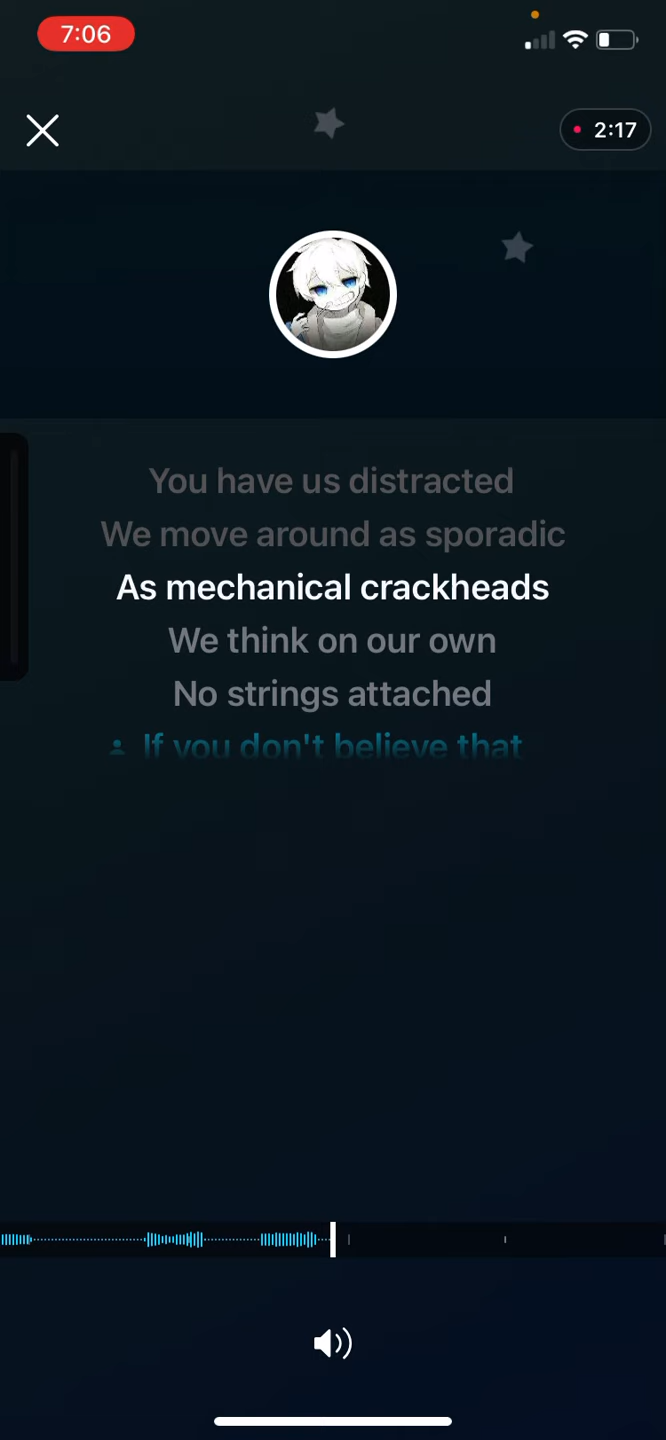 7:06
2:17
You have us distracted
We move around as sporadic
As mechanical crackheads
We think on our own
No strings attached
If you don't believe that